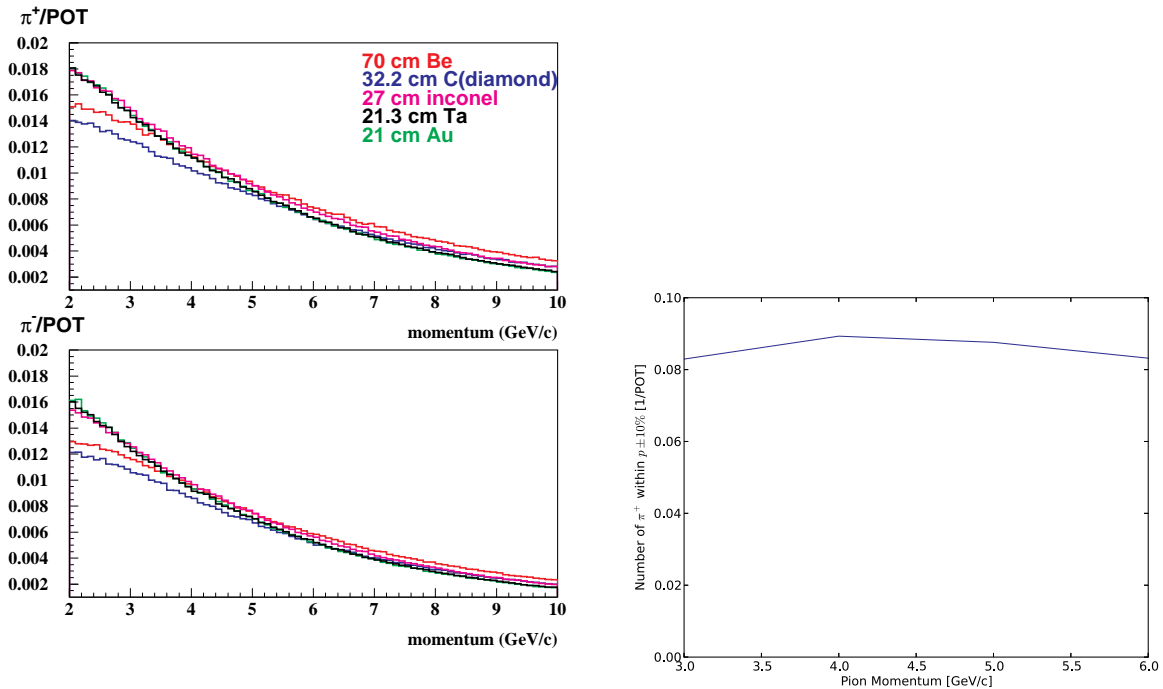 π⁺/POT
0.02
0.018
0.016
0.014
0.012
0.01
0.008
0.006
0.004
0.002
70 cm Be
32.2 cm C(diamond)
27 cm inconel
21.3 cm Ta
21 cm Au
2 3 4 5 6 7 8 9 10
momentum (GeV/c)
π⁻/POT
0.02
0.018
0.016
0.014
0.012
0.01
0.008
0.006
0.004
0.002
2 3 4 5 6 7 8 9 10
momentum (GeV/c)
Number of π⁺ within p±10% [1/POT]
0.10
0.08
0.06
0.04
0.02
0.00
3.0 3.5 4.0 4.5 5.0 5.5 6.0
Pion Momentum [GeV/c]